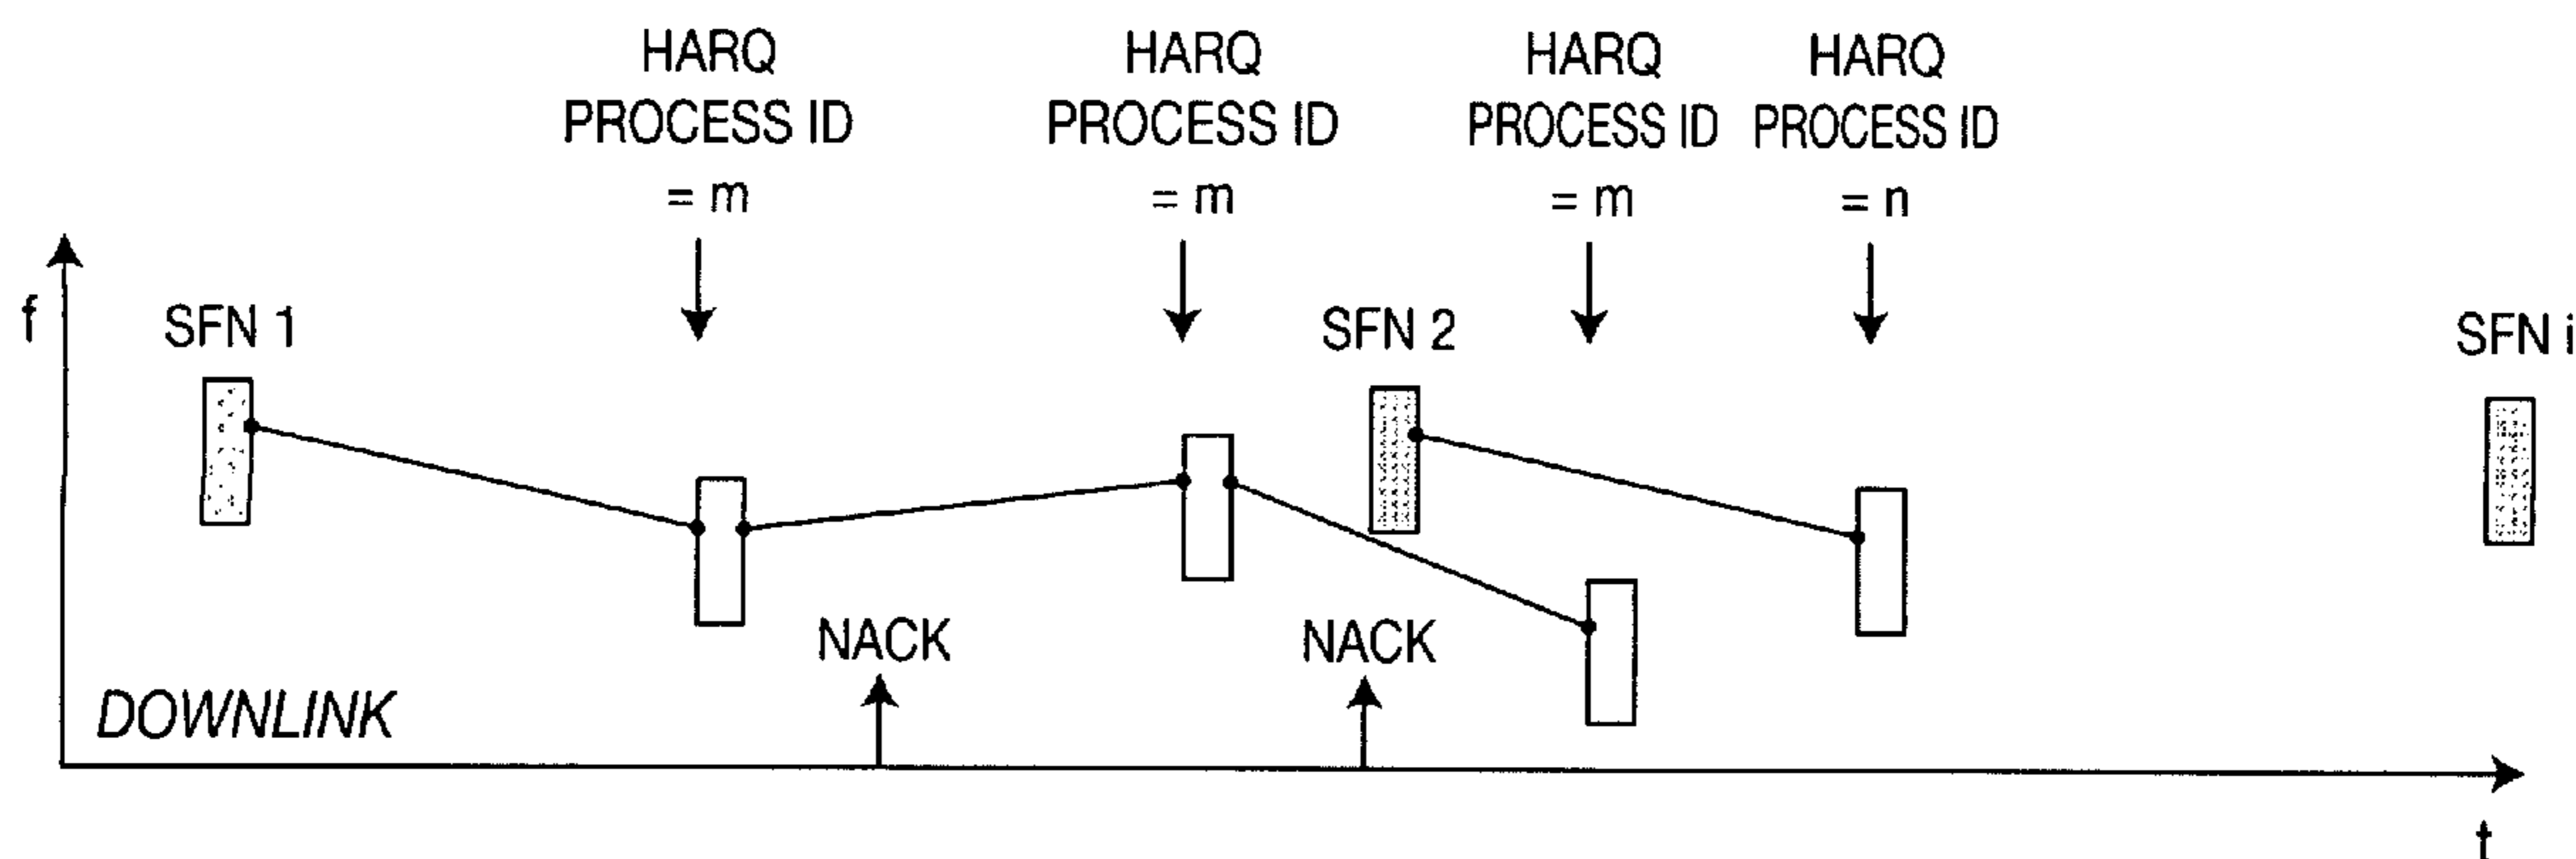 HARQ
PROCESS ID
= m
HARQ
PROCESS ID
= m
HARQ
PROCESS ID
= m
HARQ
PROCESS ID
= n
f
SFN 1
SFN 2
SFN i
NACK
NACK
DOWNLINK
t